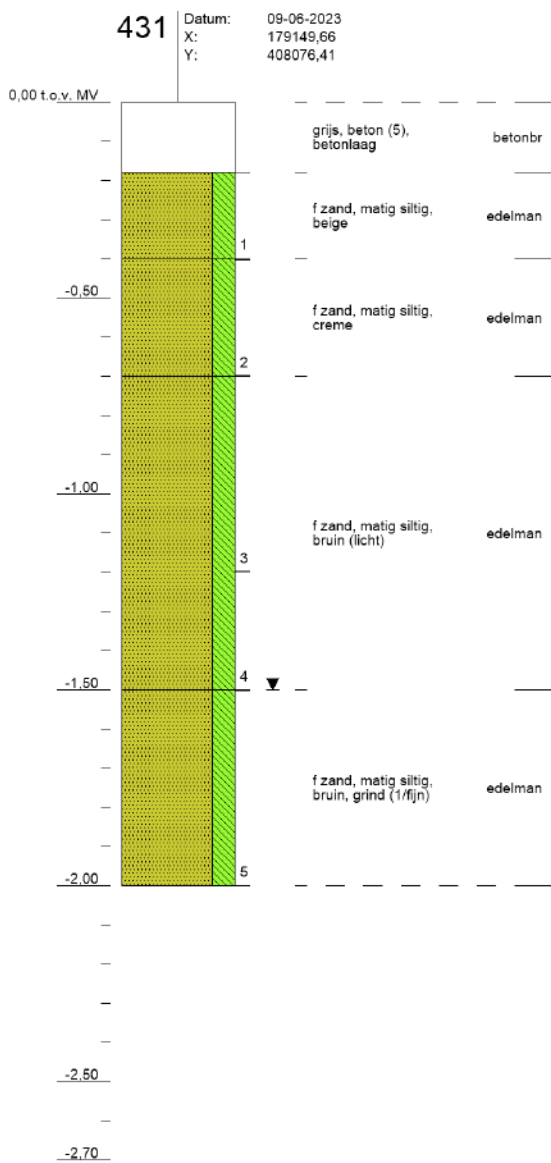 431
Datum: 09-06-2023
X: 179149,66
Y: 408076,41
0,00 t.o.v. MV
grijs, beton (5), betonbr
betonlaag
f zand, matig siltig, edelman
beige
1
-0,50
f zand, matig siltig, edelman
creme
2
-1,00
f zand, matig siltig, edelman
bruin (licht)
3
4
-1,50
f zand, matig siltig, edelman
bruin, grind (1/fijn)
5
-2,00
-2,50
-2,70